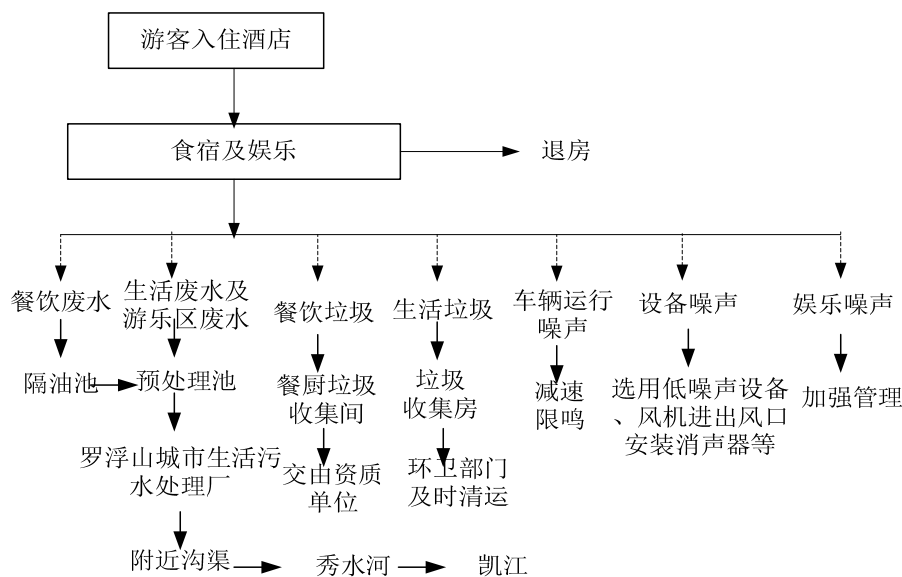 游客入住酒店
食宿及娱乐
退房
餐饮废水
生活废水及
游乐区废水
餐饮垃圾
生活垃圾
车辆运行
噪声
设备噪声
娱乐噪声
隔油池
预处理池
餐厨垃圾
收集间
垃圾
收集房
减速
限鸣
选用低噪声设备
、风机进出风口
安装消声器等
加强管理
罗浮山城市生活污
水处理厂
交由资质
单位
环卫部门
及时清运
附近沟渠
秀水河
凯江